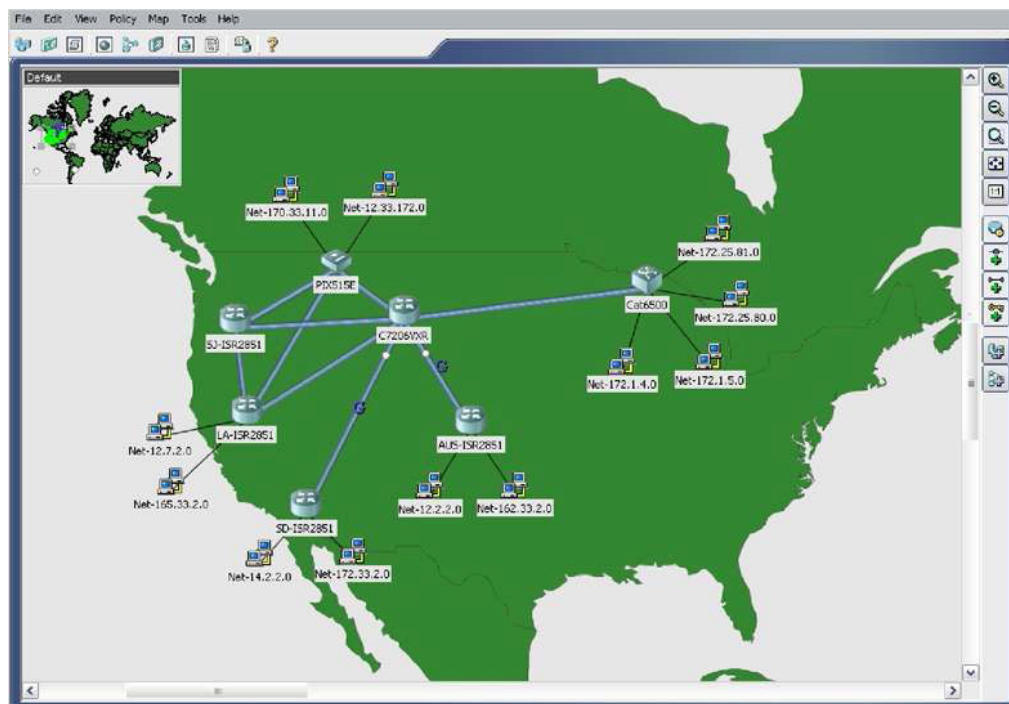 File Edit View Policy Map Tools Help
Default
Net-170.33.11.0
Net-12.33.172.0
Net-172.25.81.0
PIX515E
Cat6500
Net-172.25.80.0
SJ-ISR2851
C7206VXR
Net-172.1.4.0
Net-172.1.5.0
LA-ISR2851
AUS-ISR2851
Net-12.7.2.0
Net-165.33.2.0
Net-12.2.2.0
Net-162.33.2.0
SD-ISR2851
Net-14.2.2.0
Net-172.33.2.0